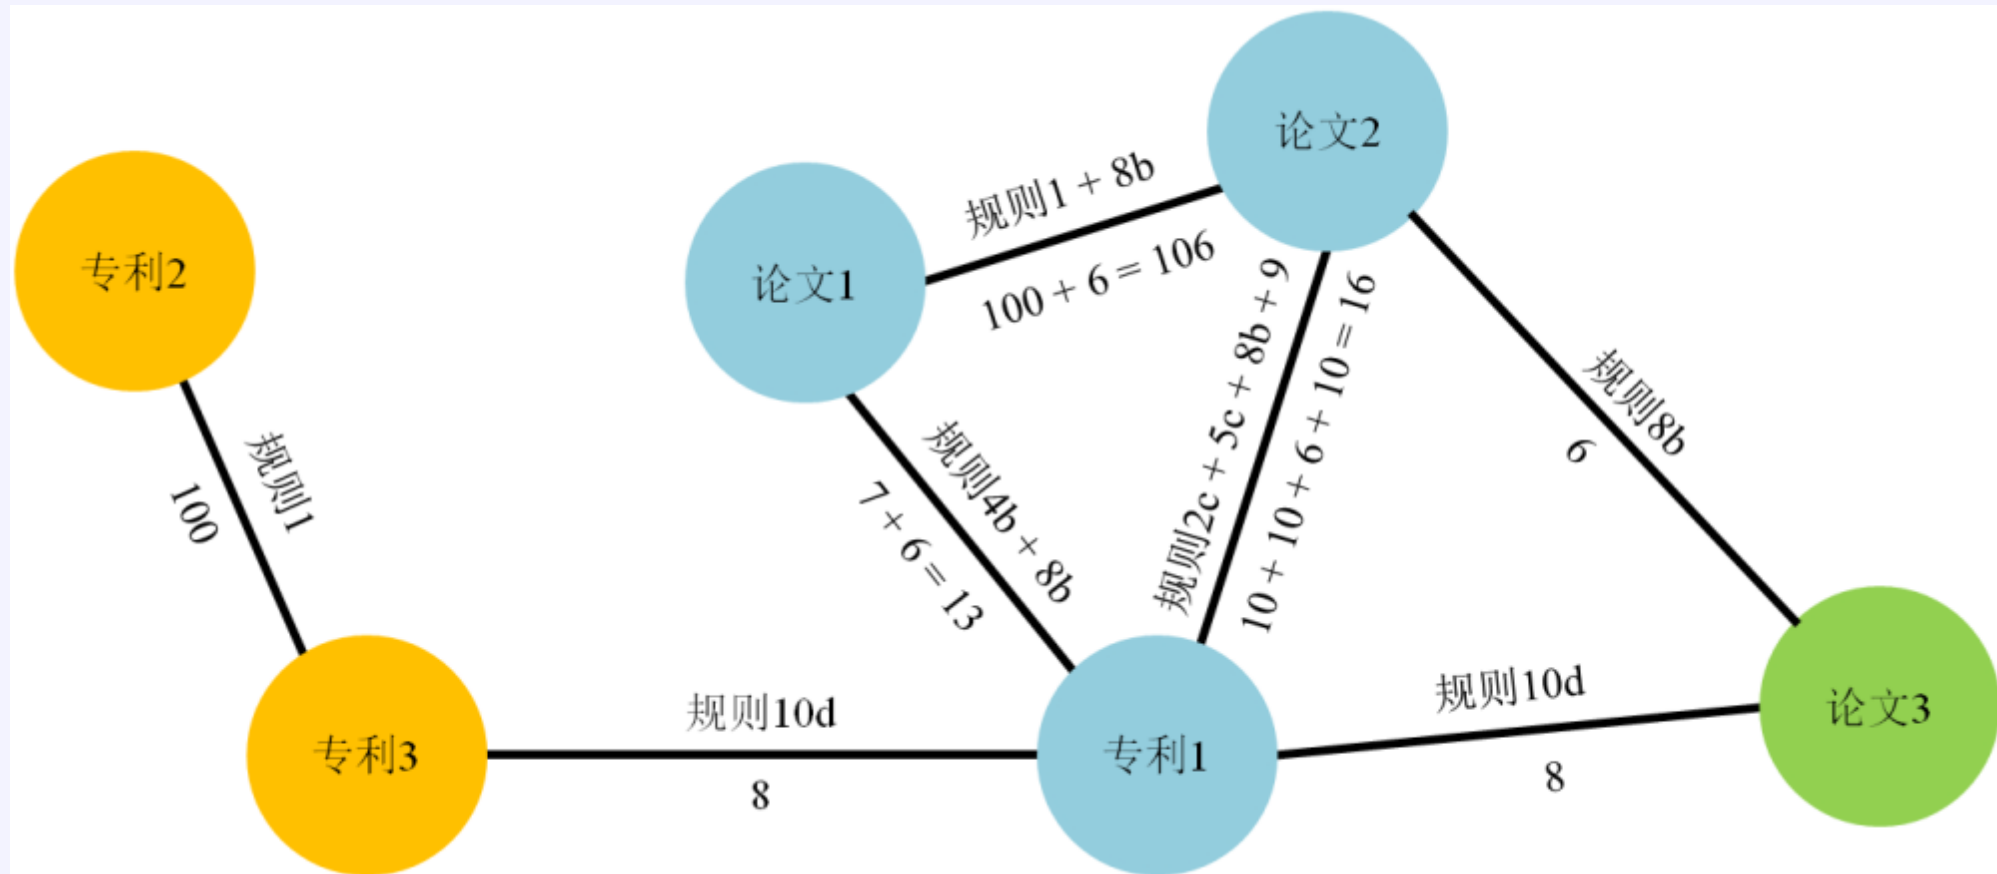 论文2
规则1 + 8b
100 + 6 = 106
专利2
论文1
规则2c + 5c + 8b + 9
10 + 10 + 6 + 10 = 16
规则8b
6
规则1
100
规则4b + 8b
7 + 6 = 13
规则10d
8
规则10d
8
专利3
专利1
论文3